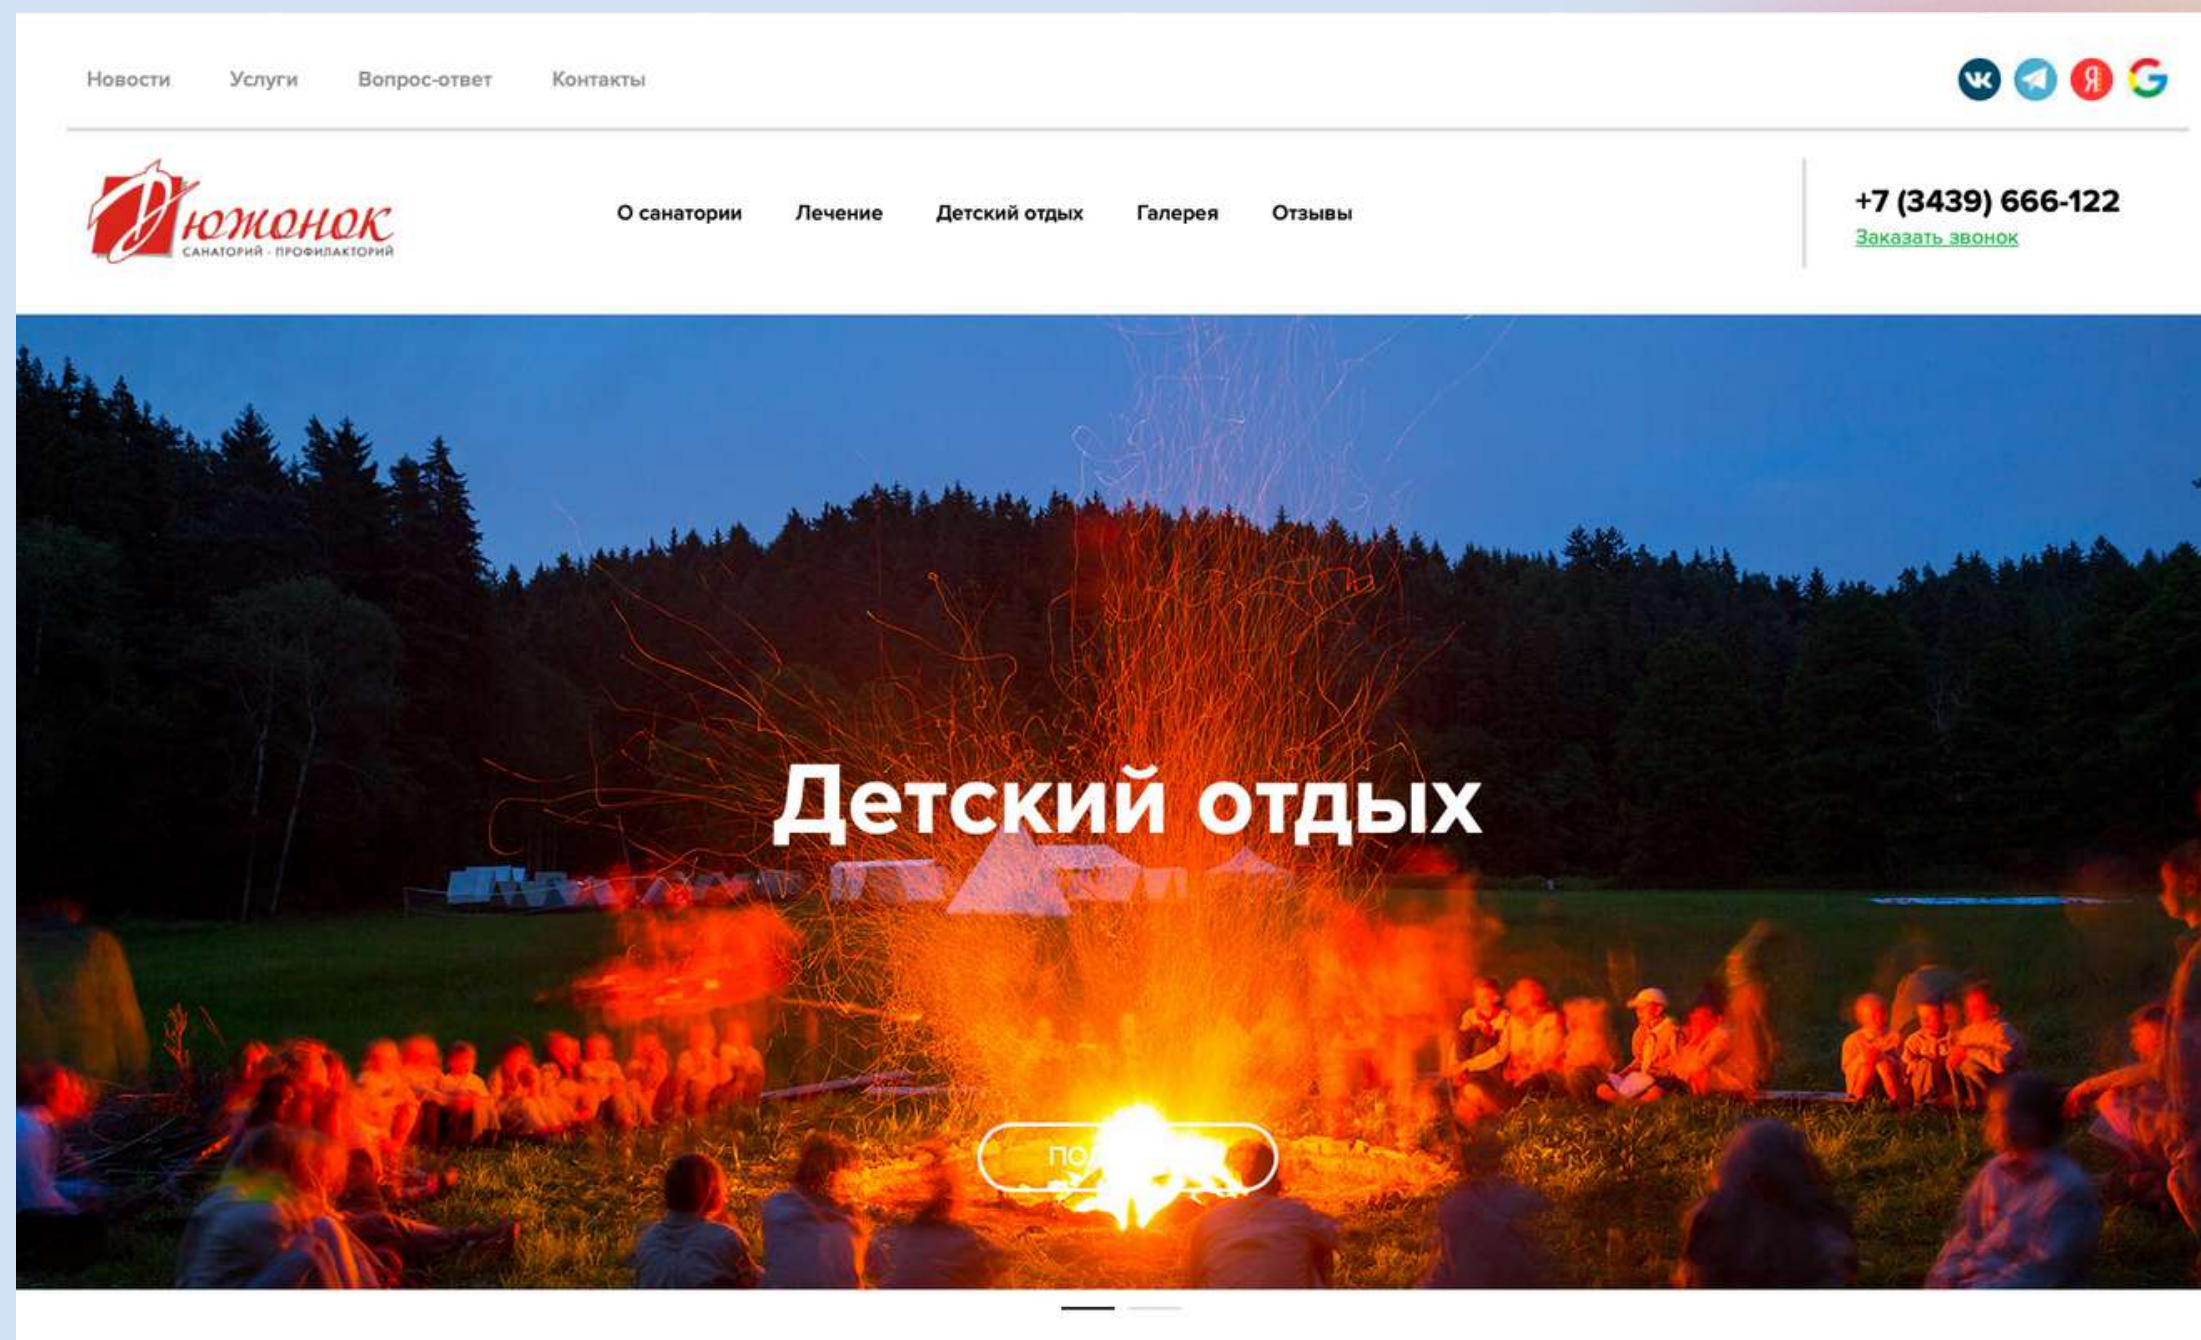 Новости Услуги Вопрос-ответ Контакты
Дюжонок
САНАТОРИЙ - ПРОФИЛАКТОРИЙ
О санатории Лечение Детский отдых Галерея Отзывы
+7 (3439) 666-122
Заказать звонок
Детский отдых